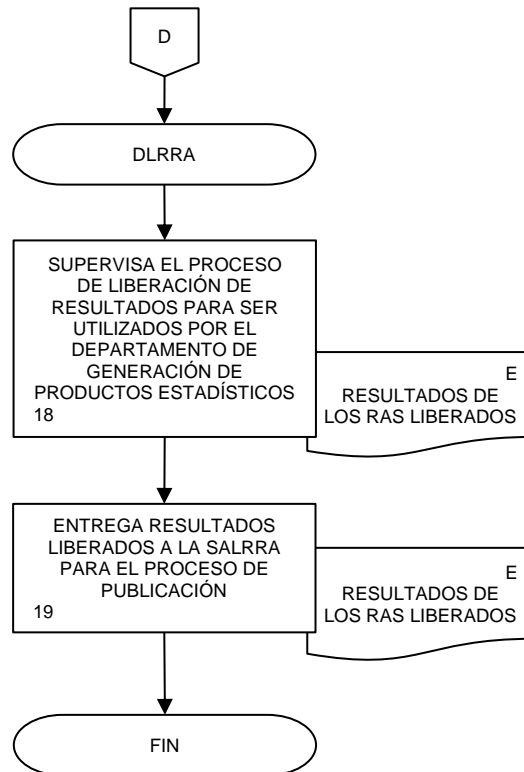 D
DLRRA
SUPERVISA EL PROCESO
DE LIBERACIÓN DE
RESULTADOS PARA SER
UTILIZADOS POR EL
DEPARTAMENTO DE
GENERACIÓN DE
PRODUCTOS ESTADÍSTICOS
18
E
RESULTADOS DE
LOS RAS LIBERADOS
ENTREGA RESULTADOS
LIBERADOS A LA SALRRA
PARA EL PROCESO DE
PUBLICACIÓN
19
E
RESULTADOS DE
LOS RAS LIBERADOS
FIN